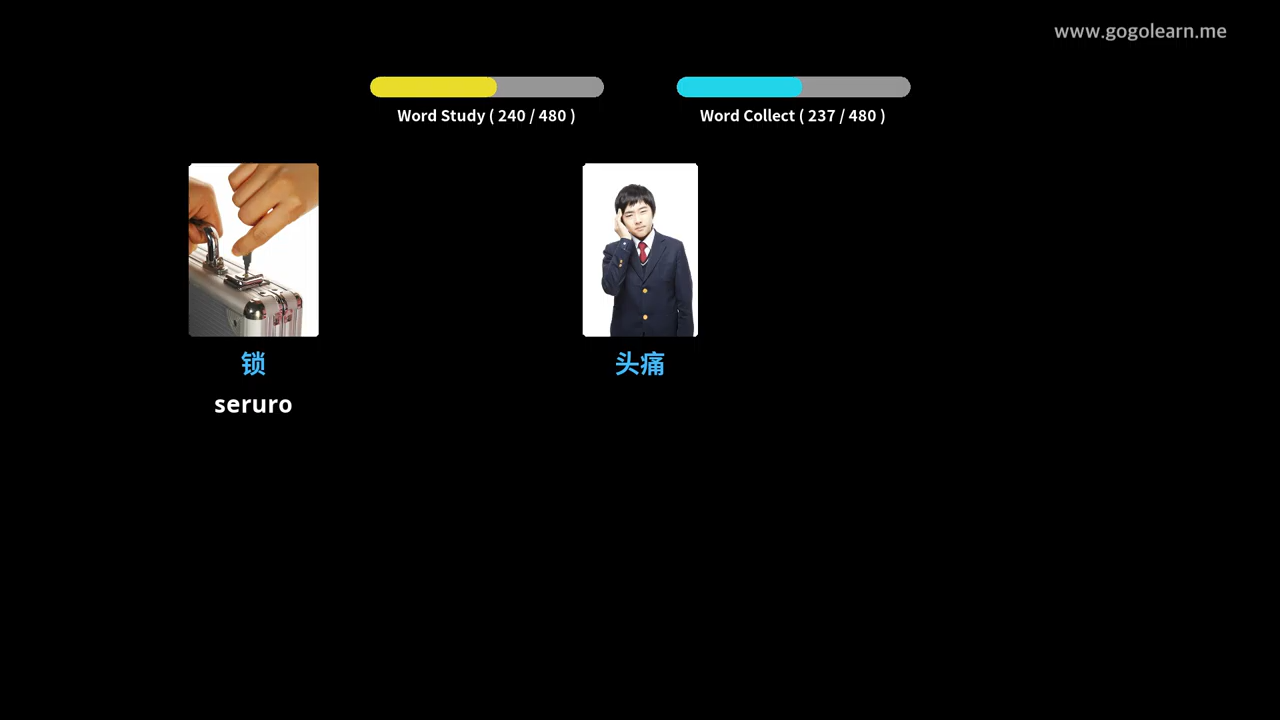 www.gogolearn.me
Word Study ( 240 / 480 )
Word Collect ( 237 / 480 )
锁
头痛
seruro